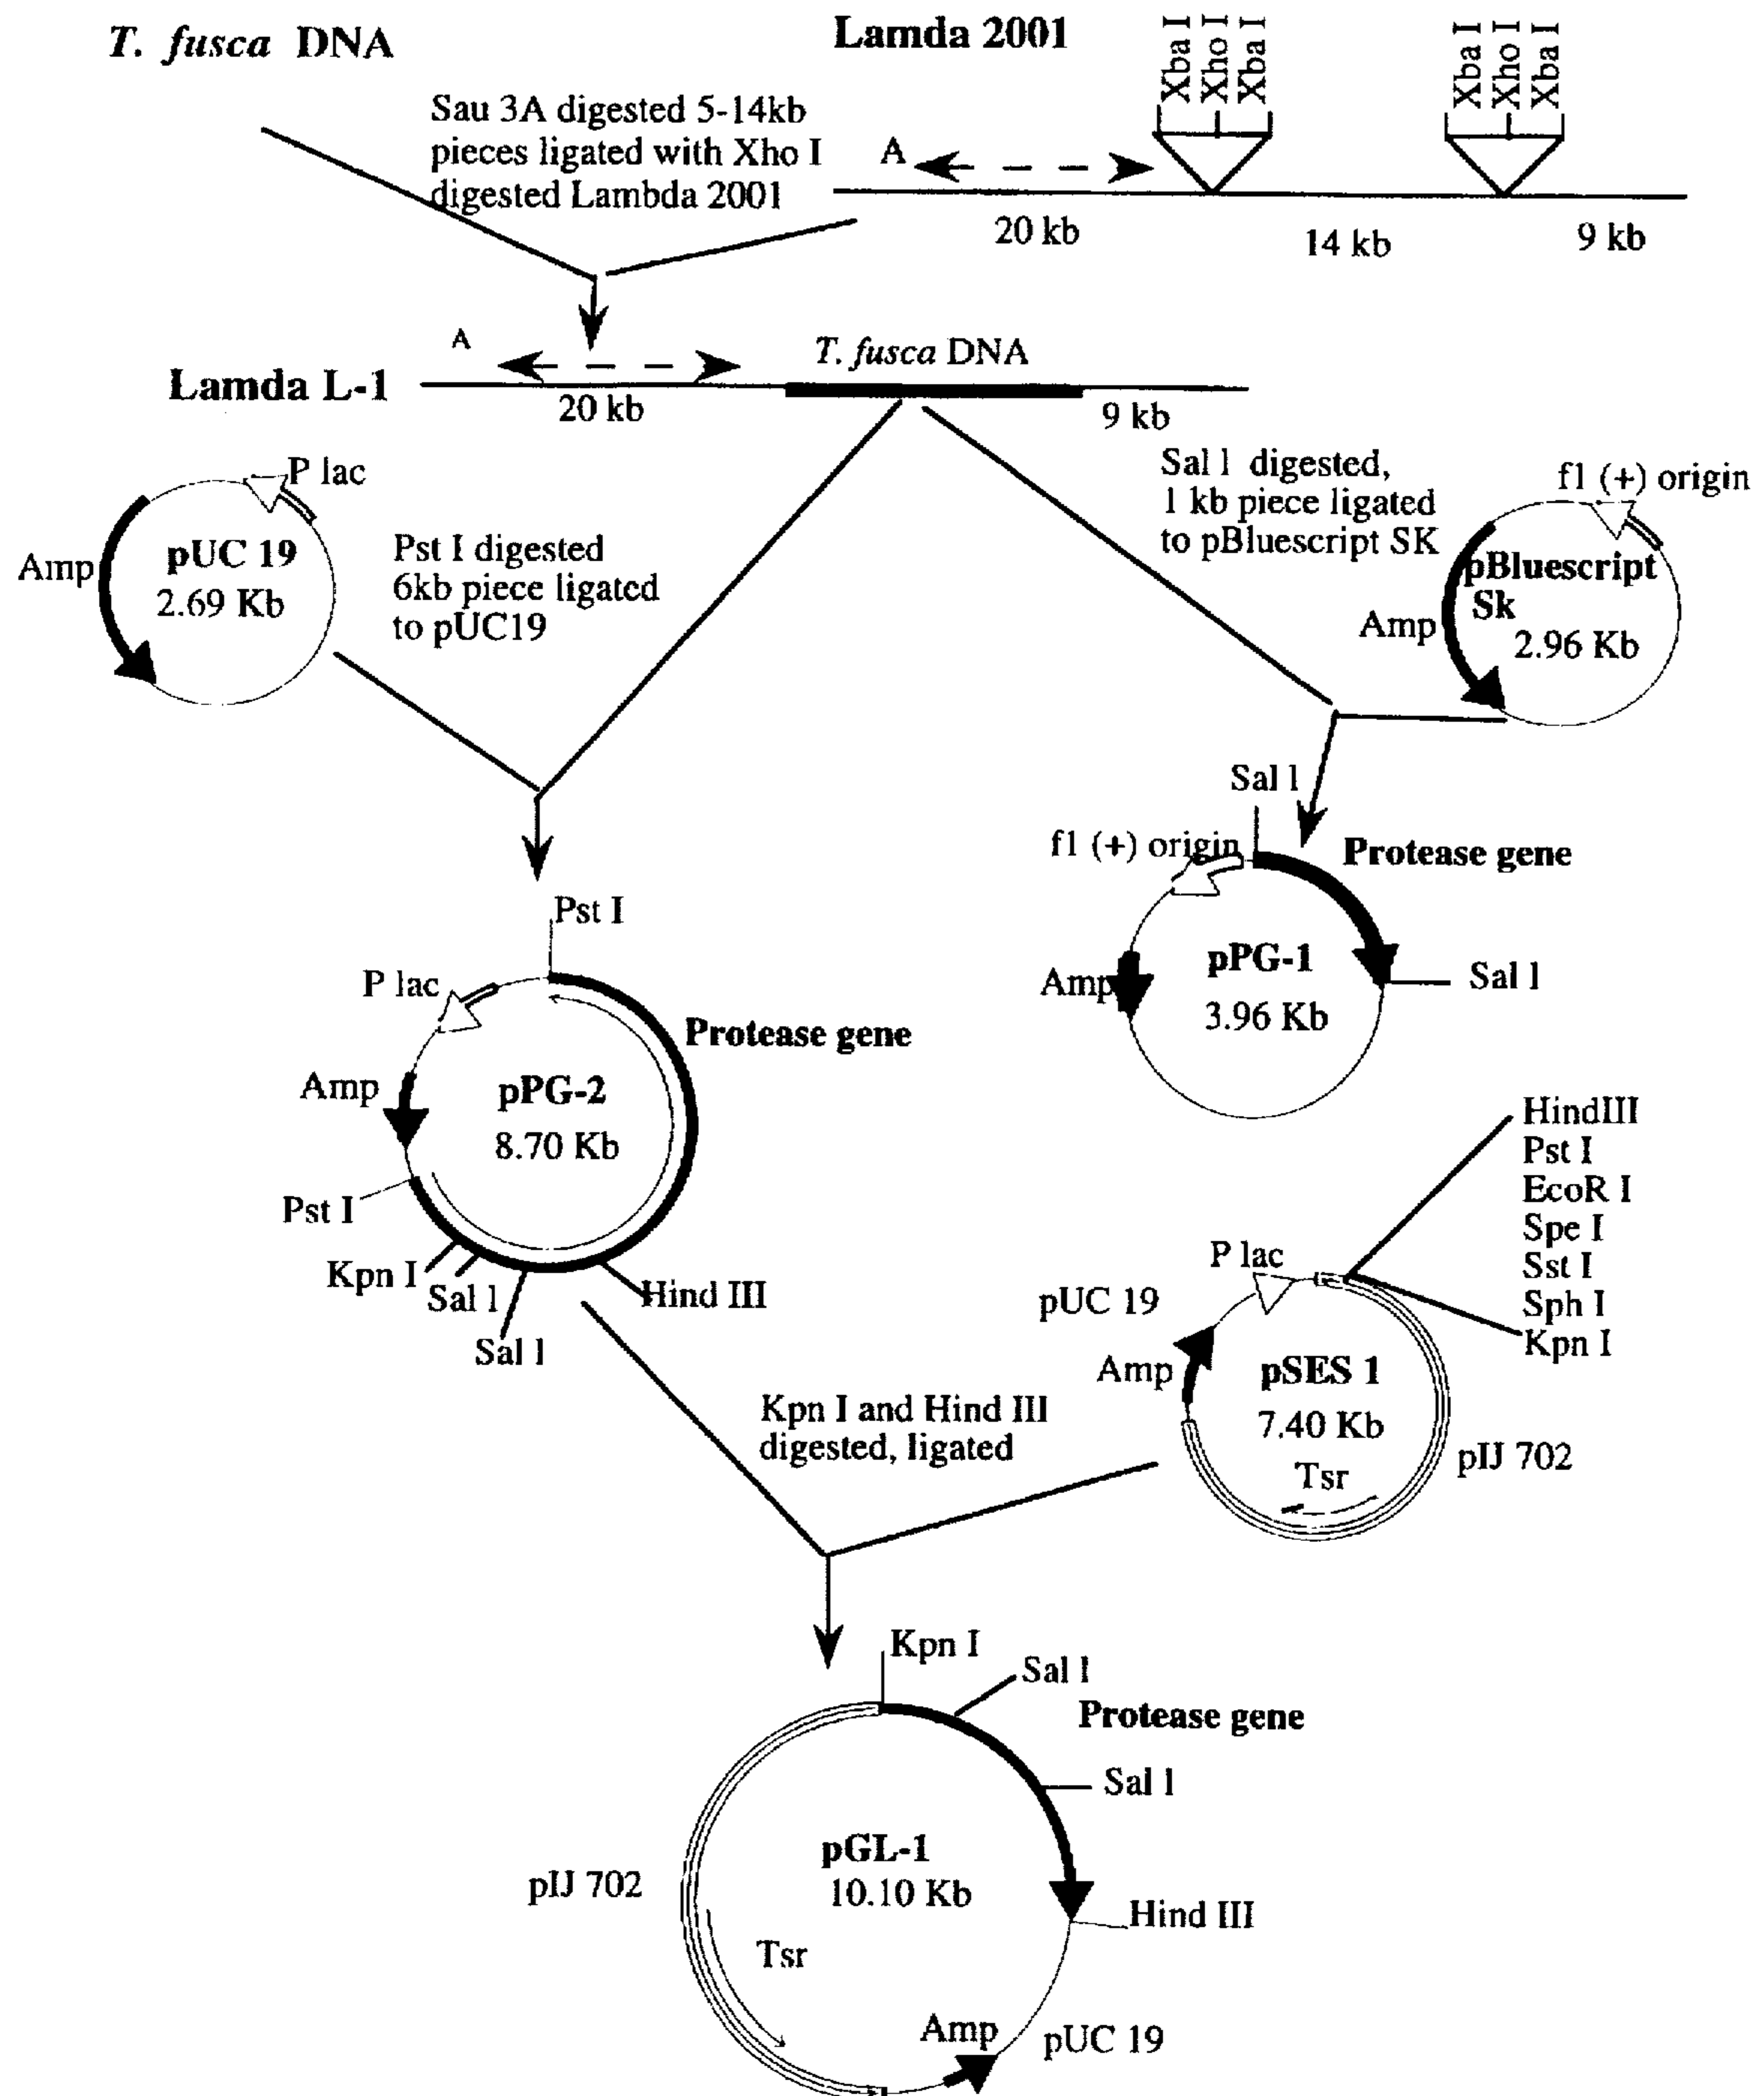 T. fusca DNA
Lamda 2001
Xba I
Xho I
Xba I
Xba I
Xho I
Xba I
Sau 3A digested 5-14kb
pieces ligated with Xho I
digested Lambda 2001
A
20 kb
14 kb
9 kb
A
T. fusca DNA
Lamda L-1
20 kb
9 kb
P lac
Amp
pUC 19
2.69 Kb
Pst I digested
6kb piece ligated
to pUC19
Sal l digested,
1 kb piece ligated
to pBluescript SK
f1 (+) origin
pBluescript
Sk
Amp
2.96 Kb
Sal l
f1 (+) origin
Protease gene
pPG-1
Amp
3.96 Kb
Sal l
Pst I
P lac
Protease gene
Amp
pPG-2
8.70 Kb
Pst I
Kpn I
Sal l
Sal l
Hind III
HindIII
Pst I
EcoR I
Spe I
Sst I
Sph I
Kpn I
P lac
pUC 19
Amp
pSES 1
7.40 Kb
Tsr
pIJ 702
Kpn I and Hind III
digested, ligated
Kpn I
Sal l
Protease gene
Sal l
pGL-1
10.10 Kb
pIJ 702
Hind III
Tsr
Amp
pUC 19